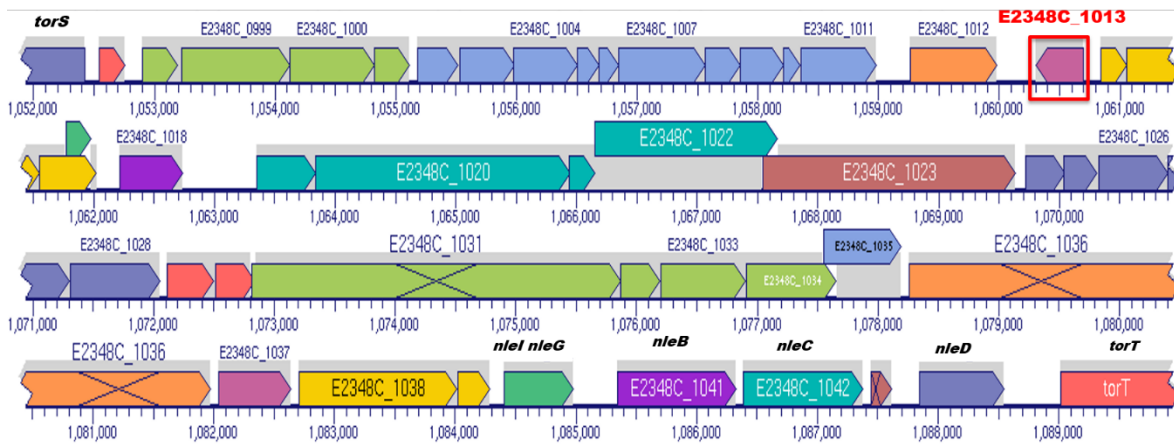 torS E2348C_0999 E2348C_1000 E2348C_1004 E2348C_1007 E2348C_1011 E2348C_1012 E2348C_1013
1,052,000 1,053,000 1,054,000 1,055,000 1,056,000 1,057,000 1,058,000 1,059,000 1,060,000 1,061,000
E2348C_1018 E2348C_1020 E2348C_1022 E2348C_1023 E2348C_1026
1,062,000 1,063,000 1,064,000 1,065,000 1,066,000 1,067,000 1,068,000 1,069,000 1,070,000
E2348C_1028 E2348C_1031 E2348C_1033 E2348C_1034 E2348C_1035 E2348C_1036
1,071,000 1,072,000 1,073,000 1,074,000 1,075,000 1,076,000 1,077,000 1,078,000 1,079,000 1,080,000
nleI nleG nleB nleC nleD torT
E2348C_1036 E2348C_1037 E2348C_1038 E2348C_1041 E2348C_1042 torT
1,081,000 1,082,000 1,083,000 1,084,000 1,085,000 1,086,000 1,087,000 1,088,000 1,089,000